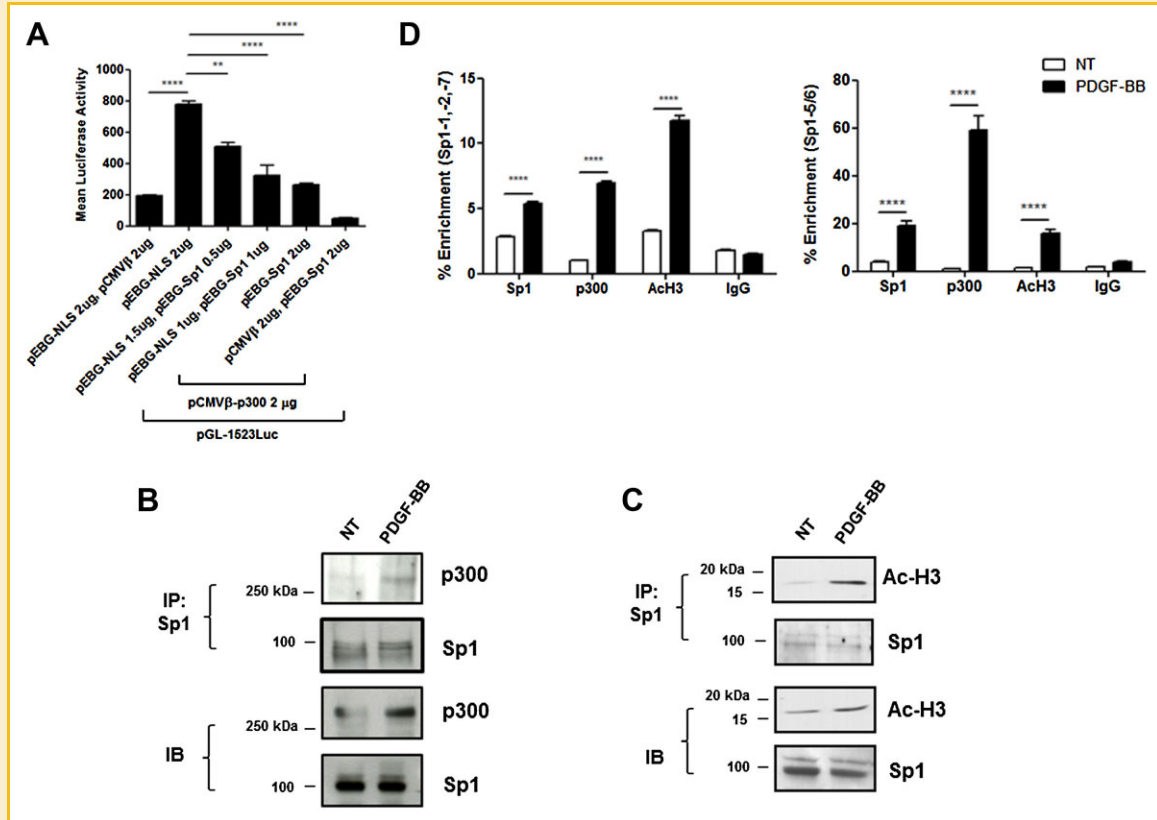 A
Mean Luciferase Activity
1000
800
600
400
200
0
****
****
**
****
pEBG-NLS 2ug, pCMVβ 2ug
pEBG-NLS 2ug
pEBG-NLS 1.5ug, pEBG-Sp1 0.5ug
pEBG-NLS 1ug, pEBG-Sp1 1ug
pEBG-Sp1 2ug
pCMVβ 2ug, pEBG-Sp1 2ug
pCMVβ-p300 2 μg
pGL-1523Luc
D
% Enrichment (Sp1-1,-2,-7)
15
10
5
0
****
****
****
Sp1 p300 AcH3 IgG
% Enrichment (Sp1-5/6)
80
60
40
20
0
****
****
****
Sp1 p300 AcH3 IgG
NT
PDGF-BB
B
NT PDGF-BB
IP:
Sp1
250 kDa
p300
100
Sp1
IB
250 kDa
p300
100
Sp1
C
NT PDGF-BB
IP:
Sp1
20 kDa
15
Ac-H3
100
Sp1
IB
20 kDa
15
Ac-H3
100
Sp1